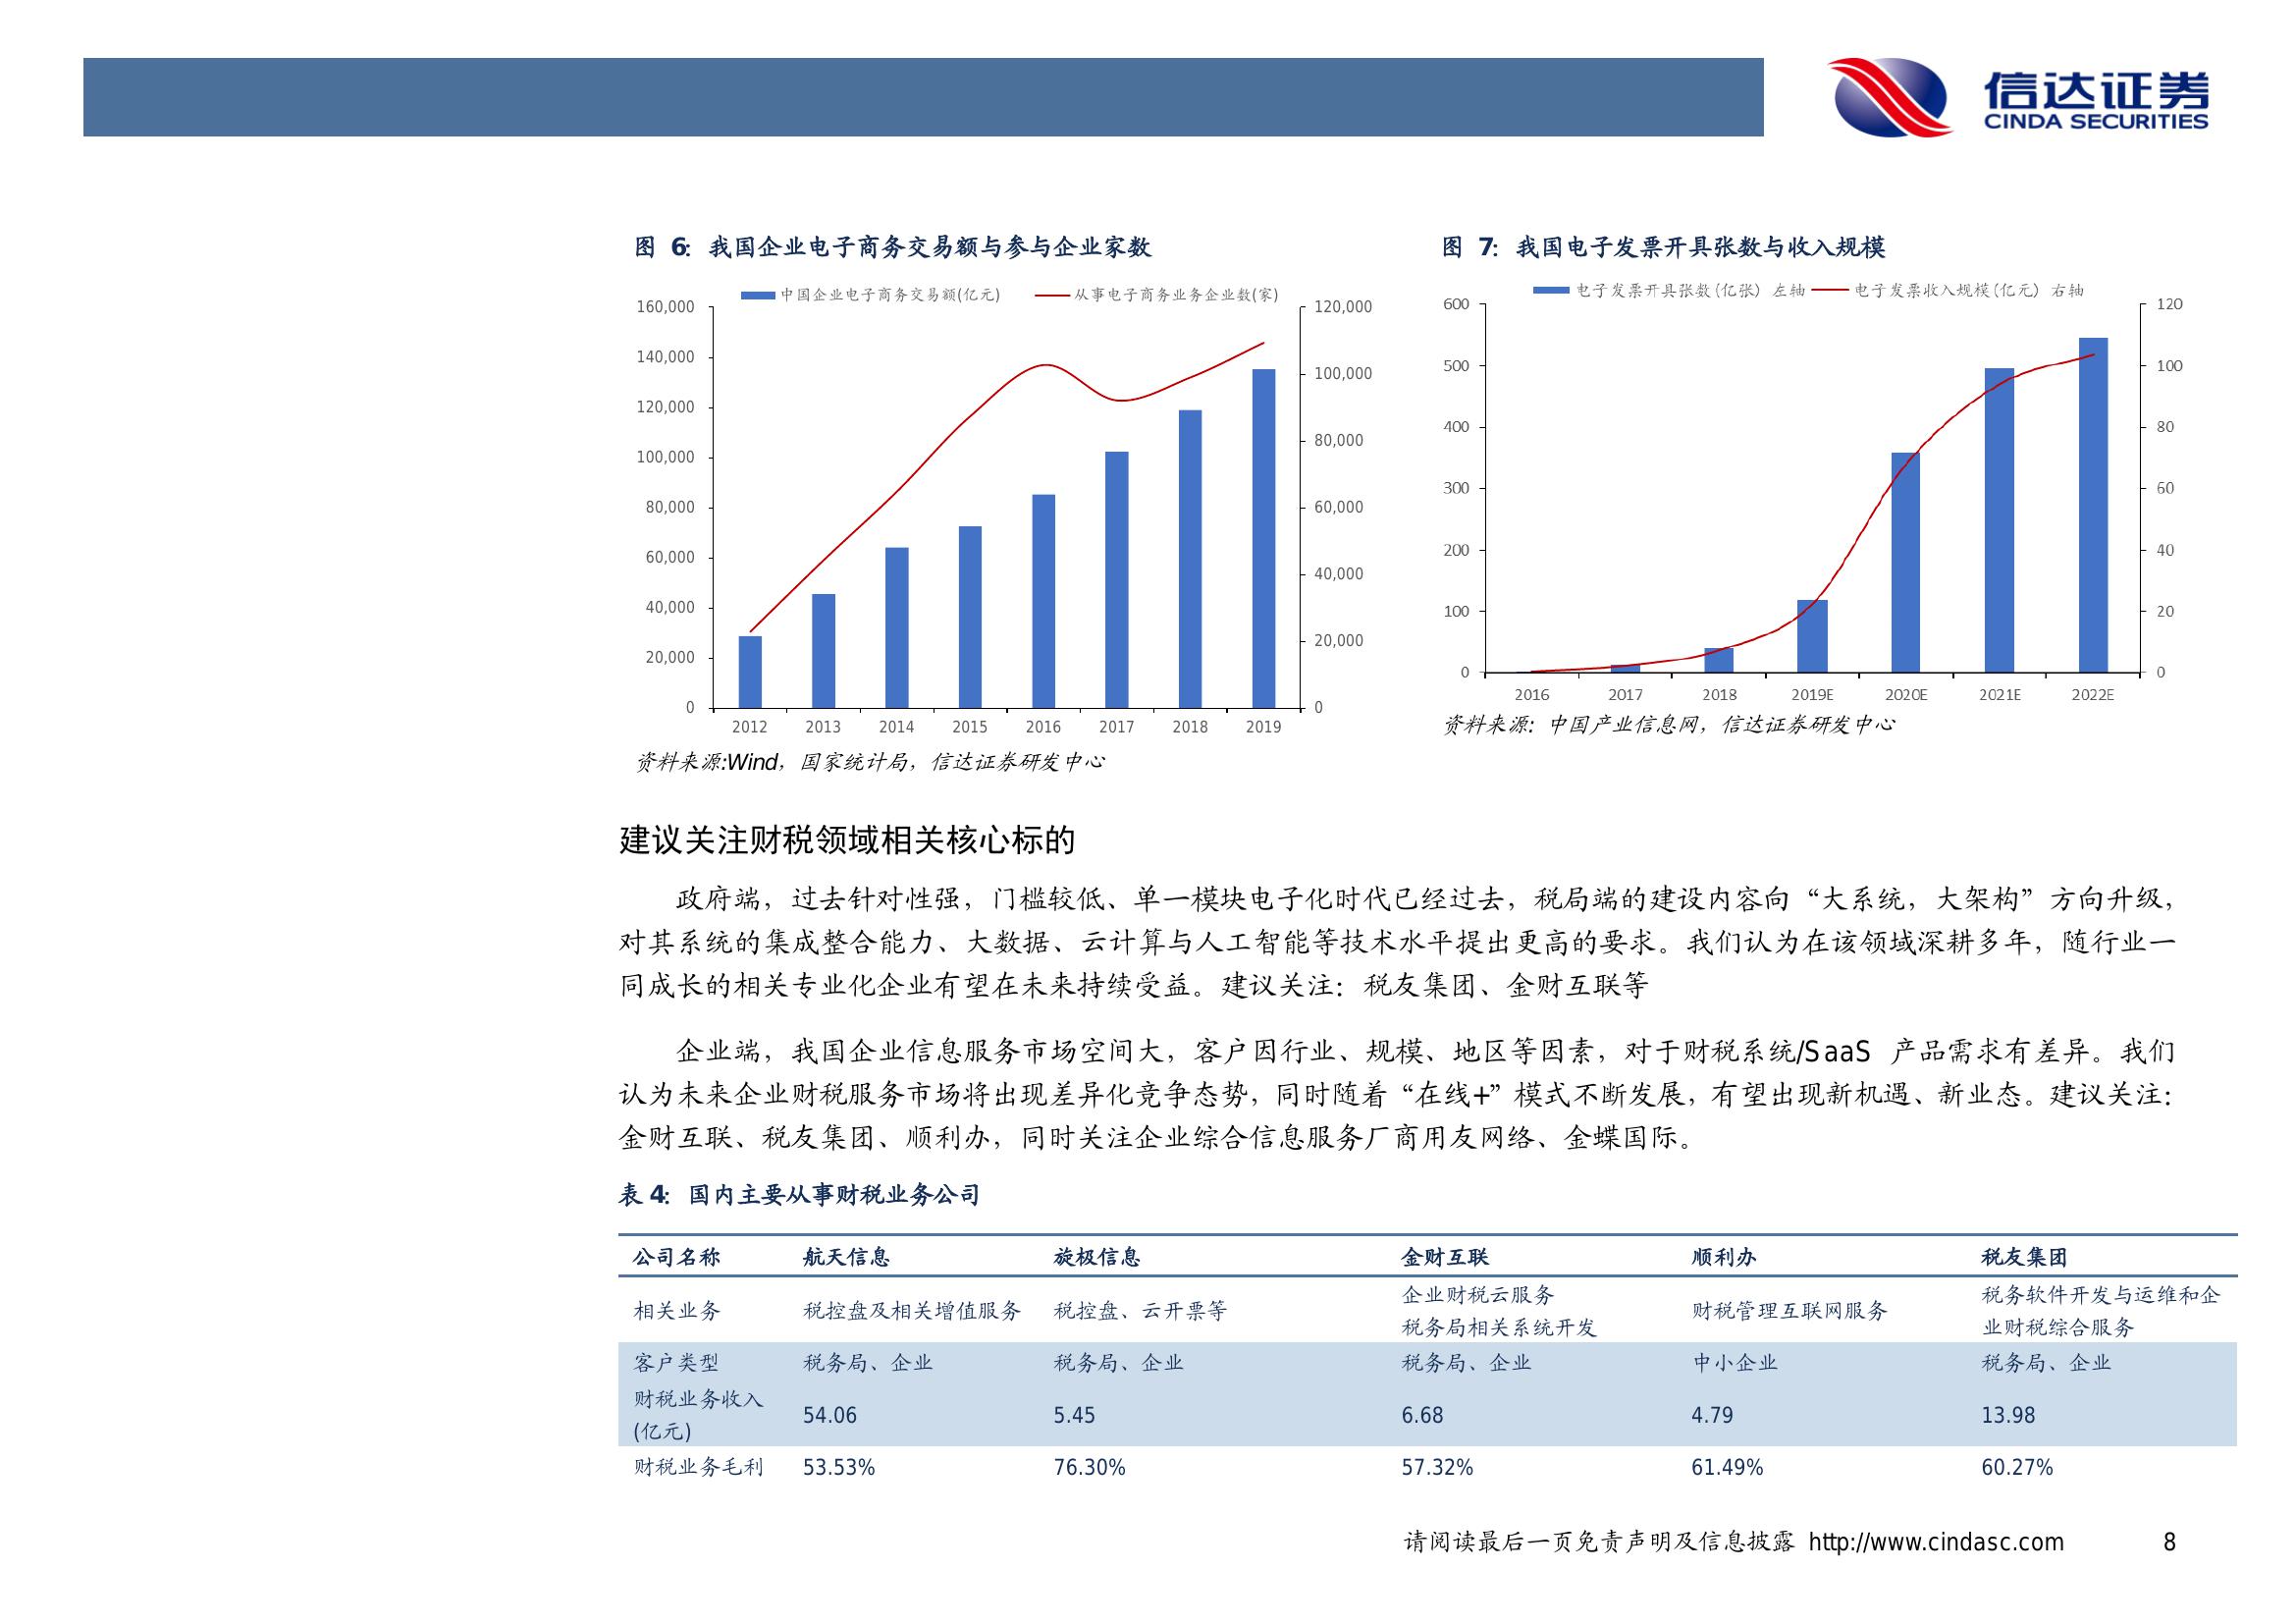 信达证券
CINDA SECURITIES
图 6：我国企业电子商务交易额与参与企业家数
中国企业电子商务交易额(亿元) 从事电子商务业务企业数(家)
160,000
140,000
120,000
100,000
80,000
60,000
40,000
20,000
0
120,000
100,000
80,000
60,000
40,000
20,000
0
2012 2013 2014 2015 2016 2017 2018 2019
资料来源:Wind，国家统计局，信达证券研发中心
图 7：我国电子发票开具张数与收入规模
电子发票开具张数(亿张) 左轴 电子发票收入规模(亿元) 右轴
600
500
400
300
200
100
0
120
100
80
60
40
20
0
2016 2017 2018 2019E 2020E 2021E 2022E
资料来源：中国产业信息网，信达证券研发中心
建议关注财税领域相关核心标的
政府端，过去针对性强，门槛较低、单一模块电子化时代已经过去，税局端的建设内容向“大系统，大架构”方向升级，
对其系统的集成整合能力、大数据、云计算与人工智能等技术水平提出更高的要求。我们认为在该领域深耕多年，随行业一
同成长的相关专业化企业有望在未来持续受益。建议关注：税友集团、金财互联等
企业端，我国企业信息服务市场空间大，客户因行业、规模、地区等因素，对于财税系统/SaaS 产品需求有差异。我们
认为未来企业财税服务市场将出现差异化竞争态势，同时随着“在线+”模式不断发展，有望出现新机遇、新业态。建议关注：
金财互联、税友集团、顺利办，同时关注企业综合信息服务厂商用友网络、金蝶国际。
表 4：国内主要从事财税业务公司
公司名称 航天信息 旋极信息 金财互联 顺利办 税友集团
相关业务 税控盘及相关增值服务 税控盘、云开票等 企业财税云服务 财税管理互联网服务 税务软件开发与运维和企
税务局相关系统开发 业财税综合服务
客户类型 税务局、企业 税务局、企业 税务局、企业 中小企业 税务局、企业
财税业务收入
(亿元) 54.06 5.45 6.68 4.79 13.98
财税业务毛利 53.53% 76.30% 57.32% 61.49% 60.27%
请阅读最后一页免责声明及信息披露 http://www.cindasc.com 8